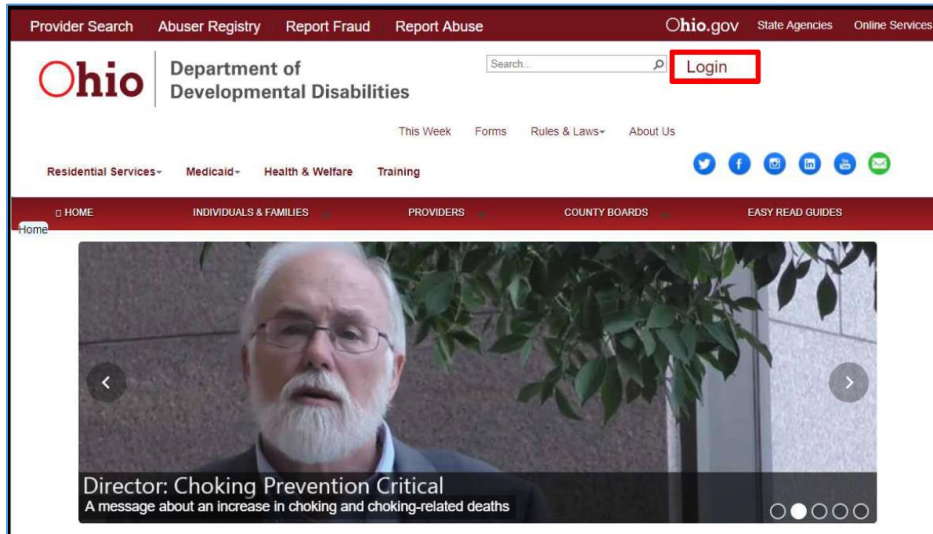 Provider Search Abuser Registry Report Fraud Report Abuse Ohio.gov State Agencies Online Services
Ohio Department of
Developmental Disabilities
Search... Login
This Week Forms Rules & Laws About Us
Residential Services Medicaid Health & Welfare Training
HOME INDIVIDUALS & FAMILIES PROVIDERS COUNTY BOARDS EASY READ GUIDES
Home
Director: Choking Prevention Critical
A message about an increase in choking and choking-related deaths